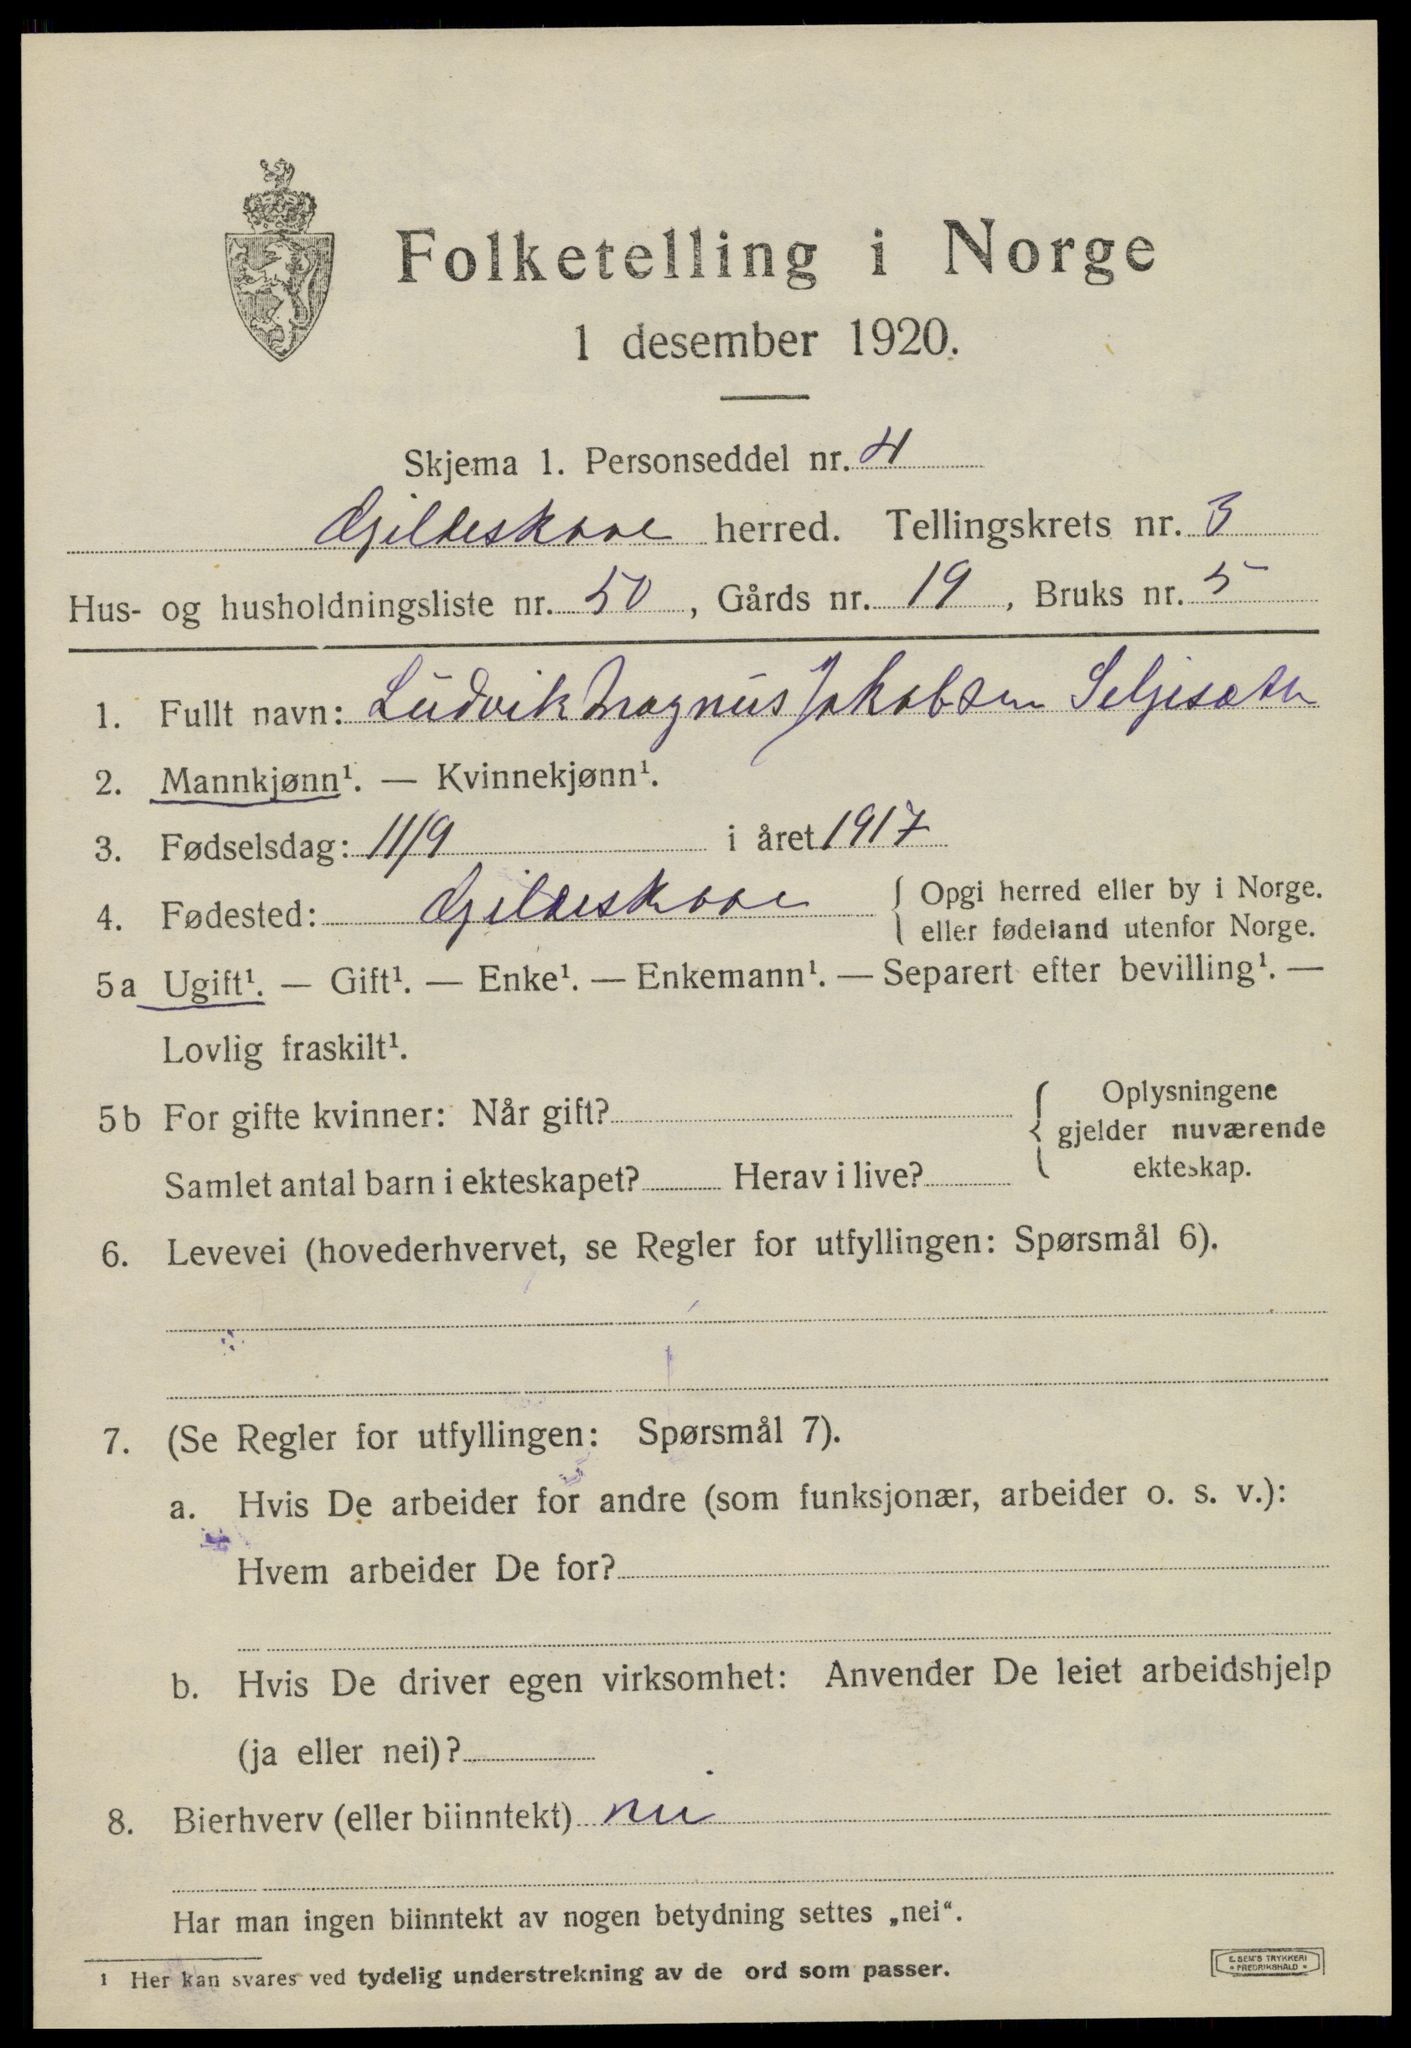 Folketelling i Norge
1 desember 1920.
Skjema 1. Personseddel nr. 4
Gildeskaal herred. Tellingskrets nr. 3
Hus- og husholdningsliste nr. 50, Gårds nr. 19, Bruks nr. 5
1. Fullt navn: Ludvik Magnus Jakobsen Seljesæth
2. Mannkjønn¹. — Kvinnekjønn¹.
3. Fødselsdag: 11/9 i året 1917
4. Fødested: Gildeskaal { Opgi herred eller by i Norge.
eller fødeland utenfor Norge.
5a Ugift¹. — Gift¹. — Enke¹. — Enkemann¹. — Separert efter bevilling¹. —
Lovlig fraskilt¹.
5b For gifte kvinner: Når gift? { Oplysningene
gjelder nuværende
Samlet antal barn i ekteskapet? Herav i live? ekteskap.
6. Levevei (hovederhvervet, se Regler for utfyllingen: Spørsmål 6).
7. (Se Regler for utfyllingen: Spørsmål 7).
a. Hvis De arbeider for andre (som funksjonær, arbeider o. s. v.):
Hvem arbeider De for?
b. Hvis De driver egen virksomhet: Anvender De leiet arbeidshjelp
(ja eller nei)?
8. Bierhverv (eller biinntekt) nei
Har man ingen biinntekt av nogen betydning settes „nei“.
¹ Her kan svares ved tydelig understrekning av de ord som passer.
E. SEM'S TRYKKERI
• FREDRIKSHALD •